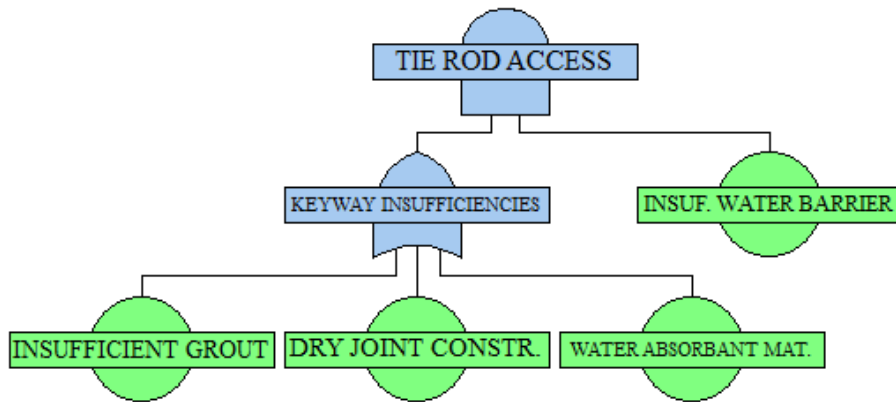 TIE ROD ACCESS
KEYWAY INSUFFICIENCIES
INSUF. WATER BARRIER
INSUFFICIENT GROUT
DRY JOINT CONSTR.
WATER ABSORBANT MAT.